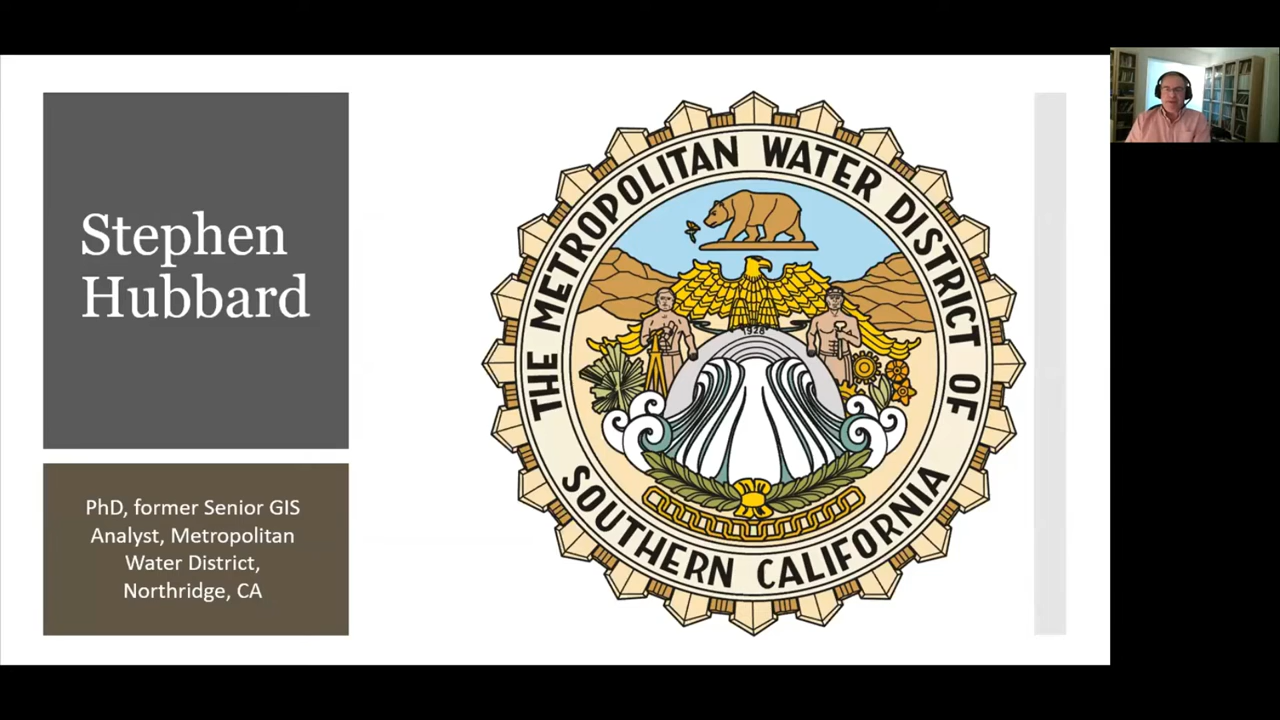 Stephen
Hubbard
PhD, former Senior GIS
Analyst, Metropolitan
Water District,
Northridge, CA
THE METROPOLITAN WATER DISTRICT OF
SOUTHERN CALIFORNIA
1928